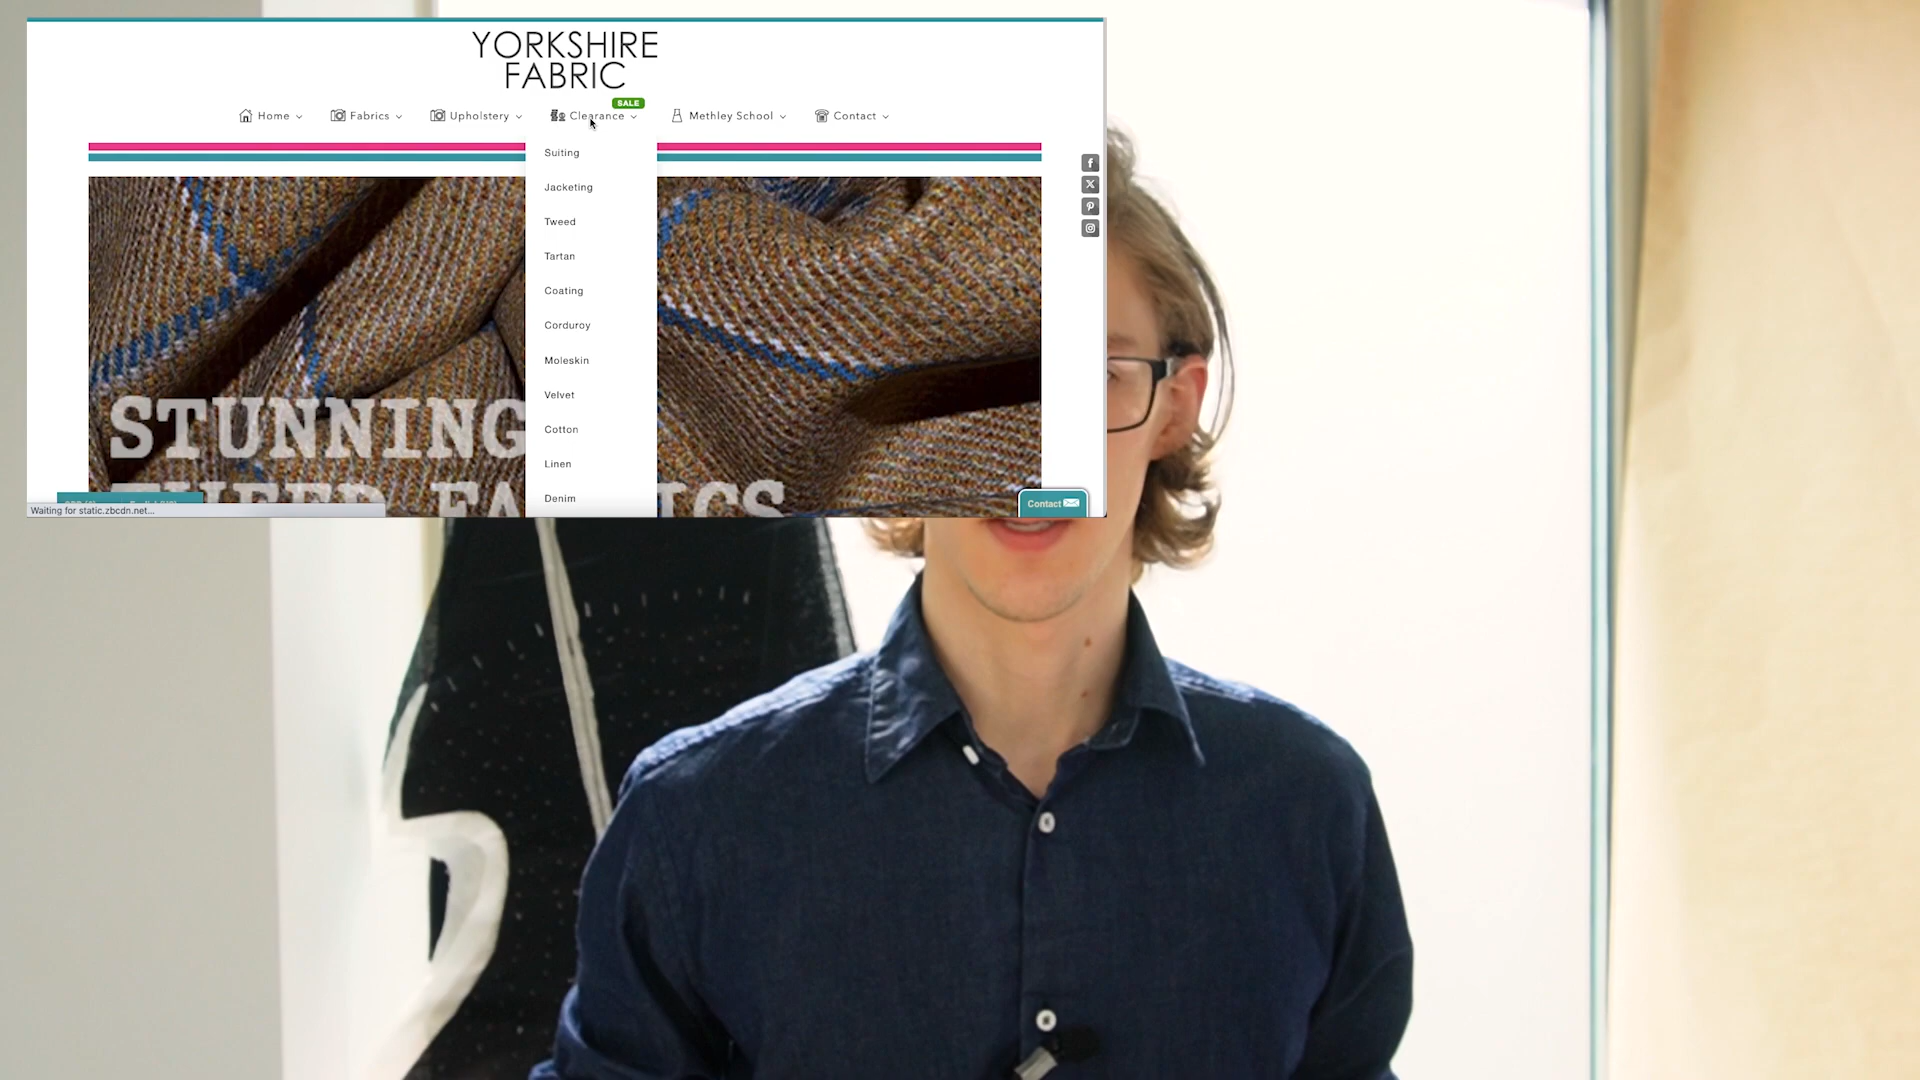 YORKSHIRE
FABRIC
Home
Fabrics
Upholstery
SALE
Clearance
Methley School
Contact
Suiting
Jacketing
Tweed
Tartan
Coating
Corduroy
Moleskin
Velvet
Cotton
Linen
Denim
STUNNING
Contact
Waiting for static.zbcdn.net...